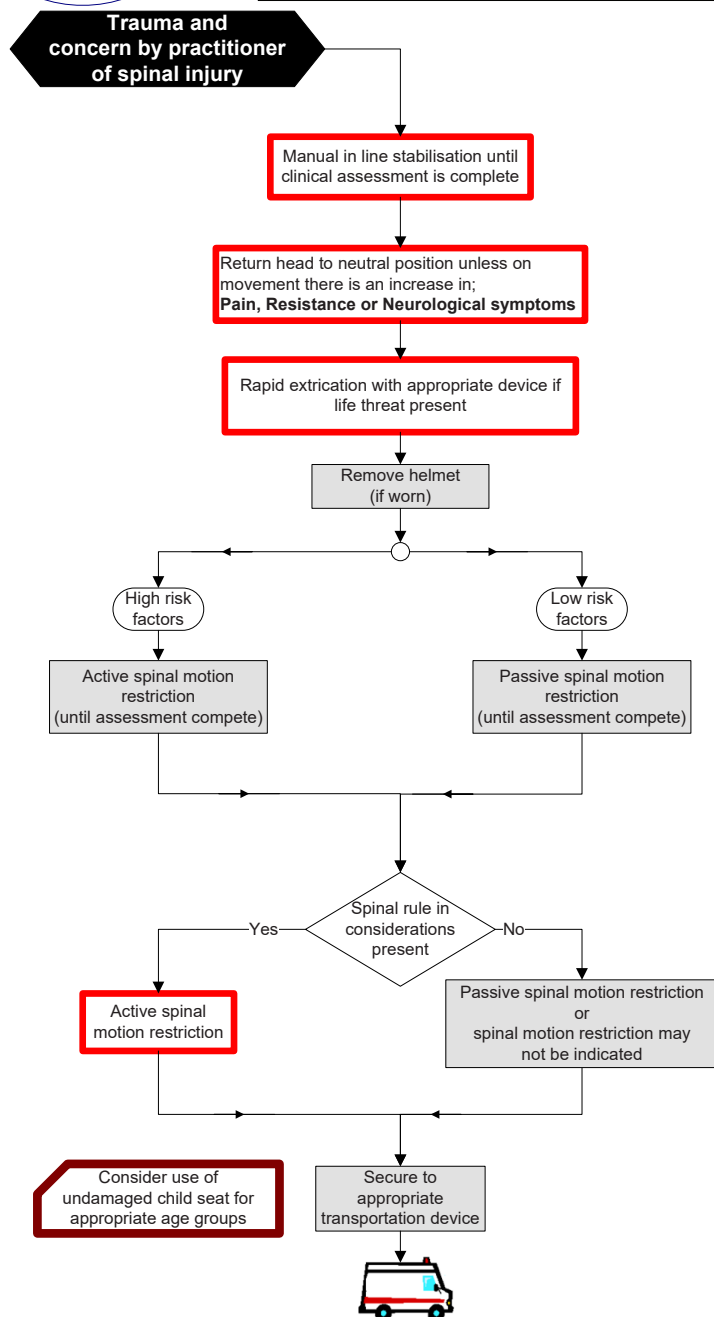 Trauma and
concern by practitioner
of spinal injury
Manual in line stabilisation until
clinical assessment is complete
Return head to neutral position unless on
movement there is an increase in;
Pain, Resistance or Neurological symptoms
Rapid extrication with appropriate device if
life threat present
Remove helmet
(if worn)
High risk
factors
Low risk
factors
Active spinal motion
restriction
(until assessment compete)
Passive spinal motion
restriction
(until assessment compete)
Spinal rule in
considerations
present
Yes
No
Active spinal
motion restriction
Passive spinal motion restriction
or
spinal motion restriction may
not be indicated
Consider use of
undamaged child seat for
appropriate age groups
Secure to
appropriate
transportation device